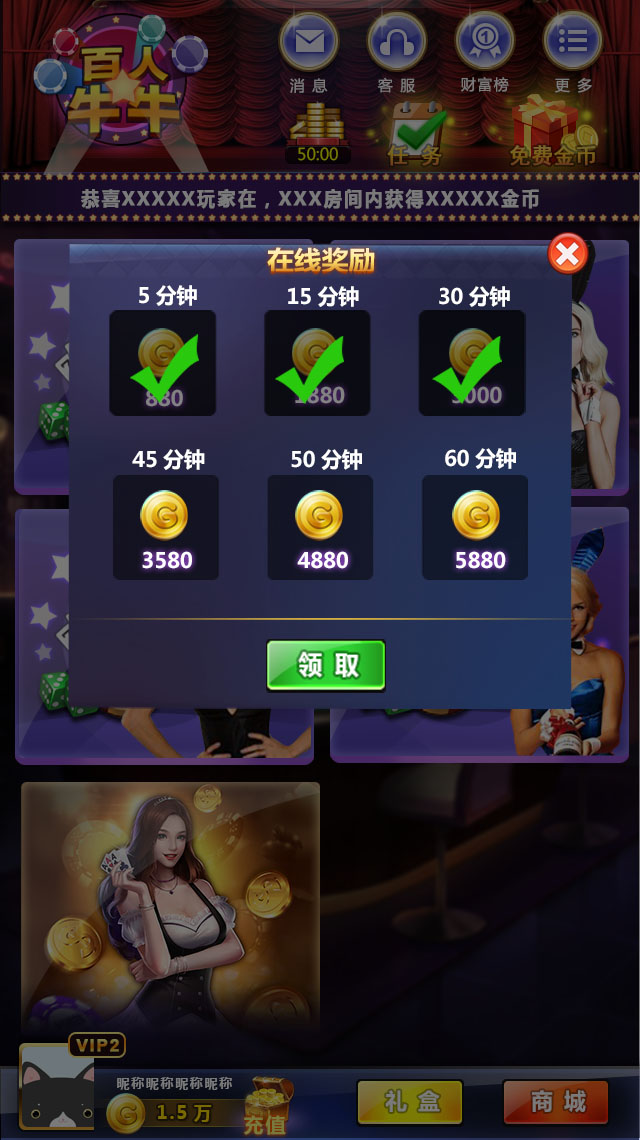 百人
牛牛
消息
客服
财富榜
更多
50:00
任务
免费金币
恭喜XXXXX玩家在，XXX房间内获得XXXXX金币
在线奖励
5 分钟
15 分钟
30 分钟
880
1880
3000
45 分钟
50 分钟
60 分钟
3580
4880
5880
领取
VIP2
昵称昵称昵称昵称
1.5 万
充值
礼盒
商城